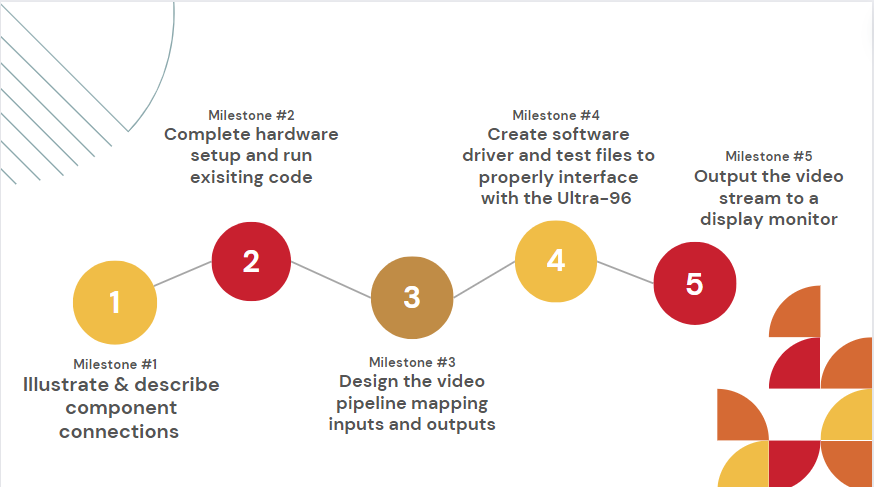 Milestone #1
Illustrate & describe
component
connections
Milestone #2
Complete hardware
setup and run
exisiting code
Milestone #3
Design the video
pipeline mapping
inputs and outputs
Milestone #4
Create software
driver and test files to
properly interface
with the Ultra-96
Milestone #5
Output the video
stream to a
display monitor
1
2
3
4
5